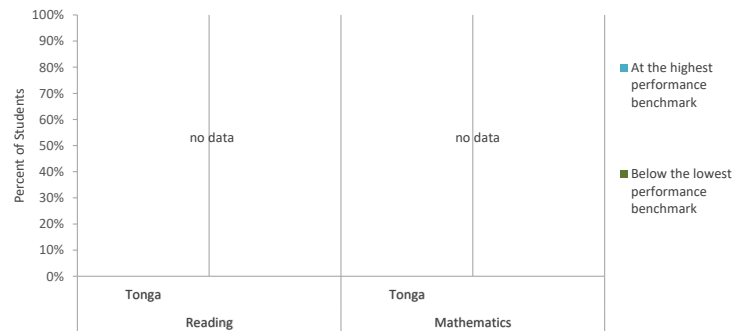 100%
90%
80%
70%
60%
50%
40%
30%
20%
10%
0%
Percent of Students
no data
no data
Tonga
Tonga
Reading
Mathematics
At the highest
performance
benchmark
Below the lowest
performance
benchmark